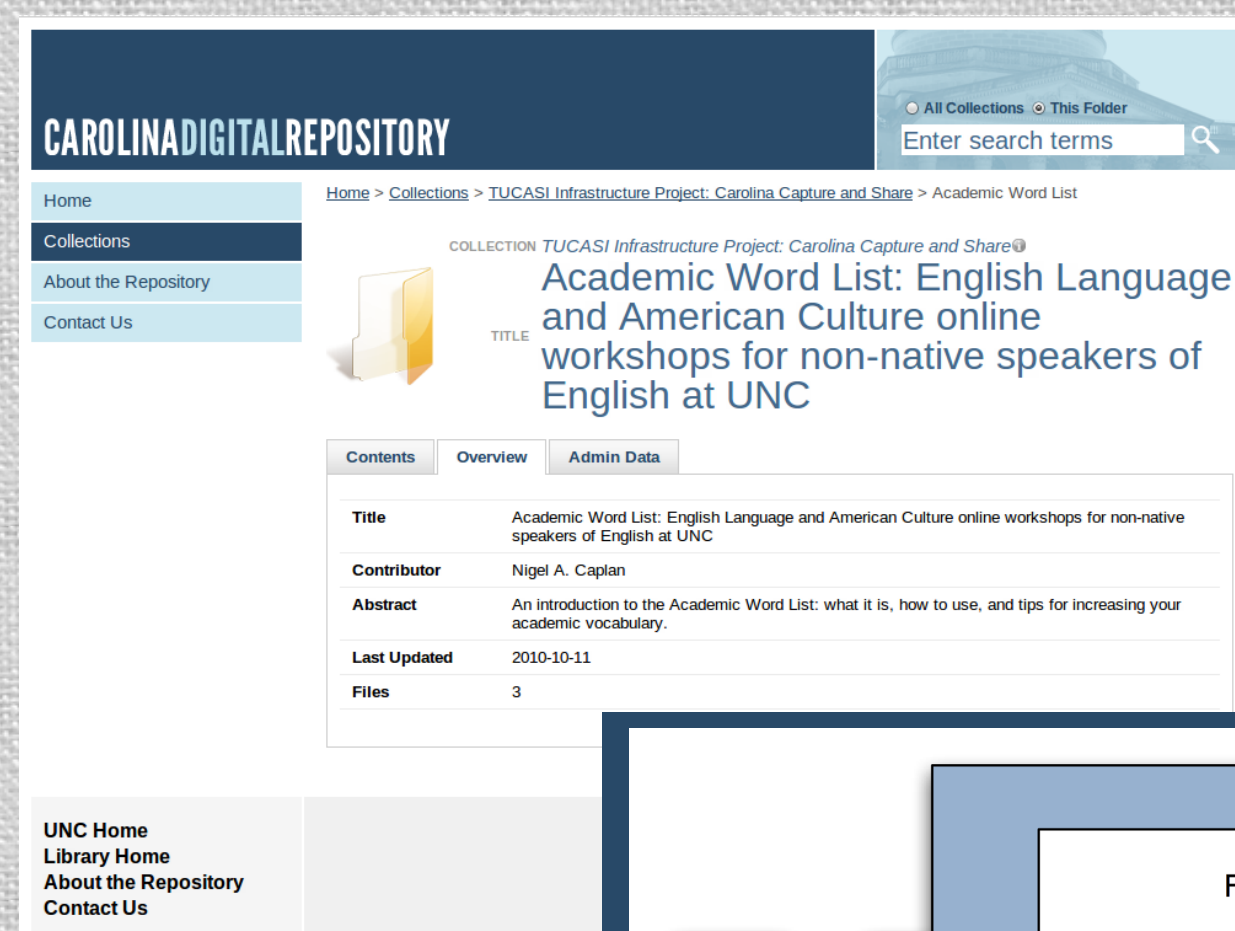 CAROLINADIGITALREPOSITORY
All Collections This Folder
Enter search terms
Home
Collections
About the Repository
Contact Us
Home > Collections > TUCASI Infrastructure Project: Carolina Capture and Share > Academic Word List
COLLECTION TUCASI Infrastructure Project: Carolina Capture and Share
TITLE
Academic Word List: English Language
and American Culture online
workshops for non-native speakers of
English at UNC
Contents Overview Admin Data
Title Academic Word List: English Language and American Culture online workshops for non-native
speakers of English at UNC
Contributor Nigel A. Caplan
Abstract An introduction to the Academic Word List: what it is, how to use, and tips for increasing your
academic vocabulary.
Last Updated 2010-10-11
Files 3
UNC Home
Library Home
About the Repository
Contact Us